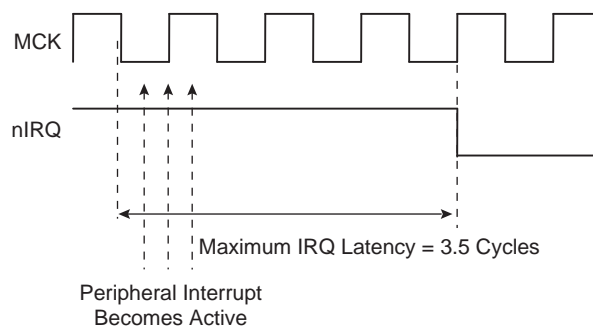 MCK
nIRQ
Maximum IRQ Latency = 3.5 Cycles
Peripheral Interrupt
Becomes Active